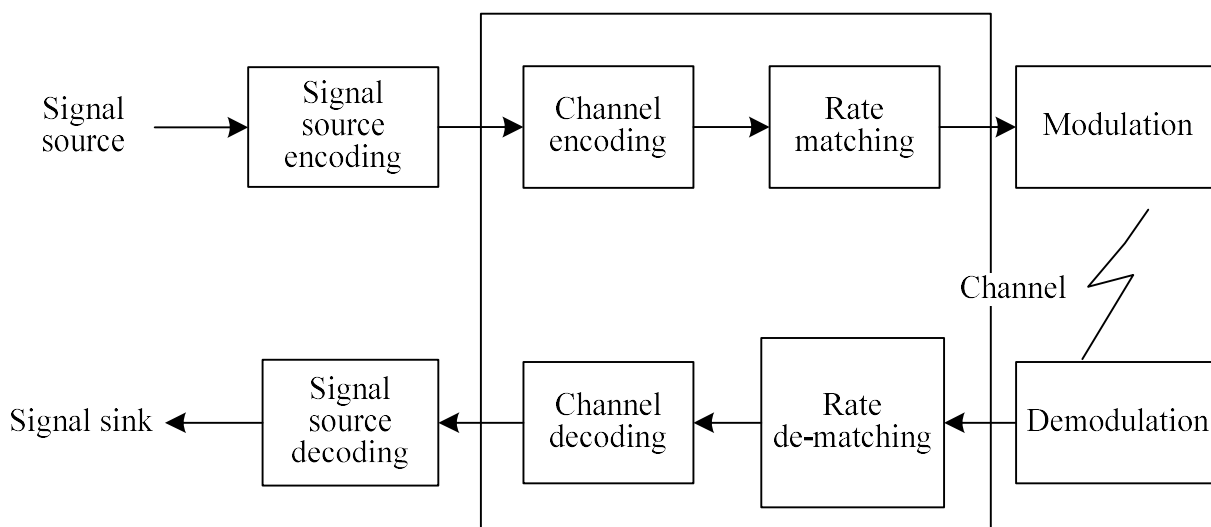 Signal
source
Signal
source
encoding
Channel
encoding
Rate
matching
Modulation
Channel
Signal sink
Signal
source
decoding
Channel
decoding
Rate
de-matching
Demodulation